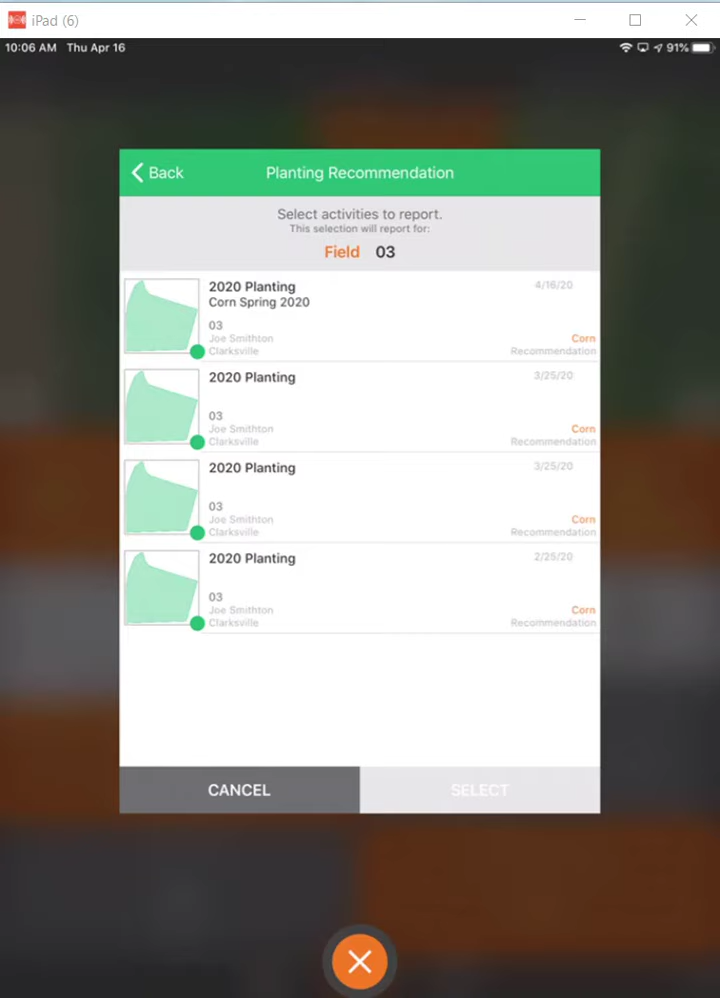 iPad (6)
10:06 AM Thu Apr 16
91%
Back
Planting Recommendation
Select activities to report.
This selection will report for:
Field 03
2020 Planting
4/16/20
Corn Spring 2020
03
Joe Smithton
Corn
Clarksville
Recommendation
2020 Planting
3/25/20
03
Joe Smithton
Corn
Clarksville
Recommendation
2020 Planting
3/25/20
03
Joe Smithton
Corn
Clarksville
Recommendation
2020 Planting
2/25/20
03
Joe Smithton
Corn
Clarksville
Recommendation
CANCEL
SELECT